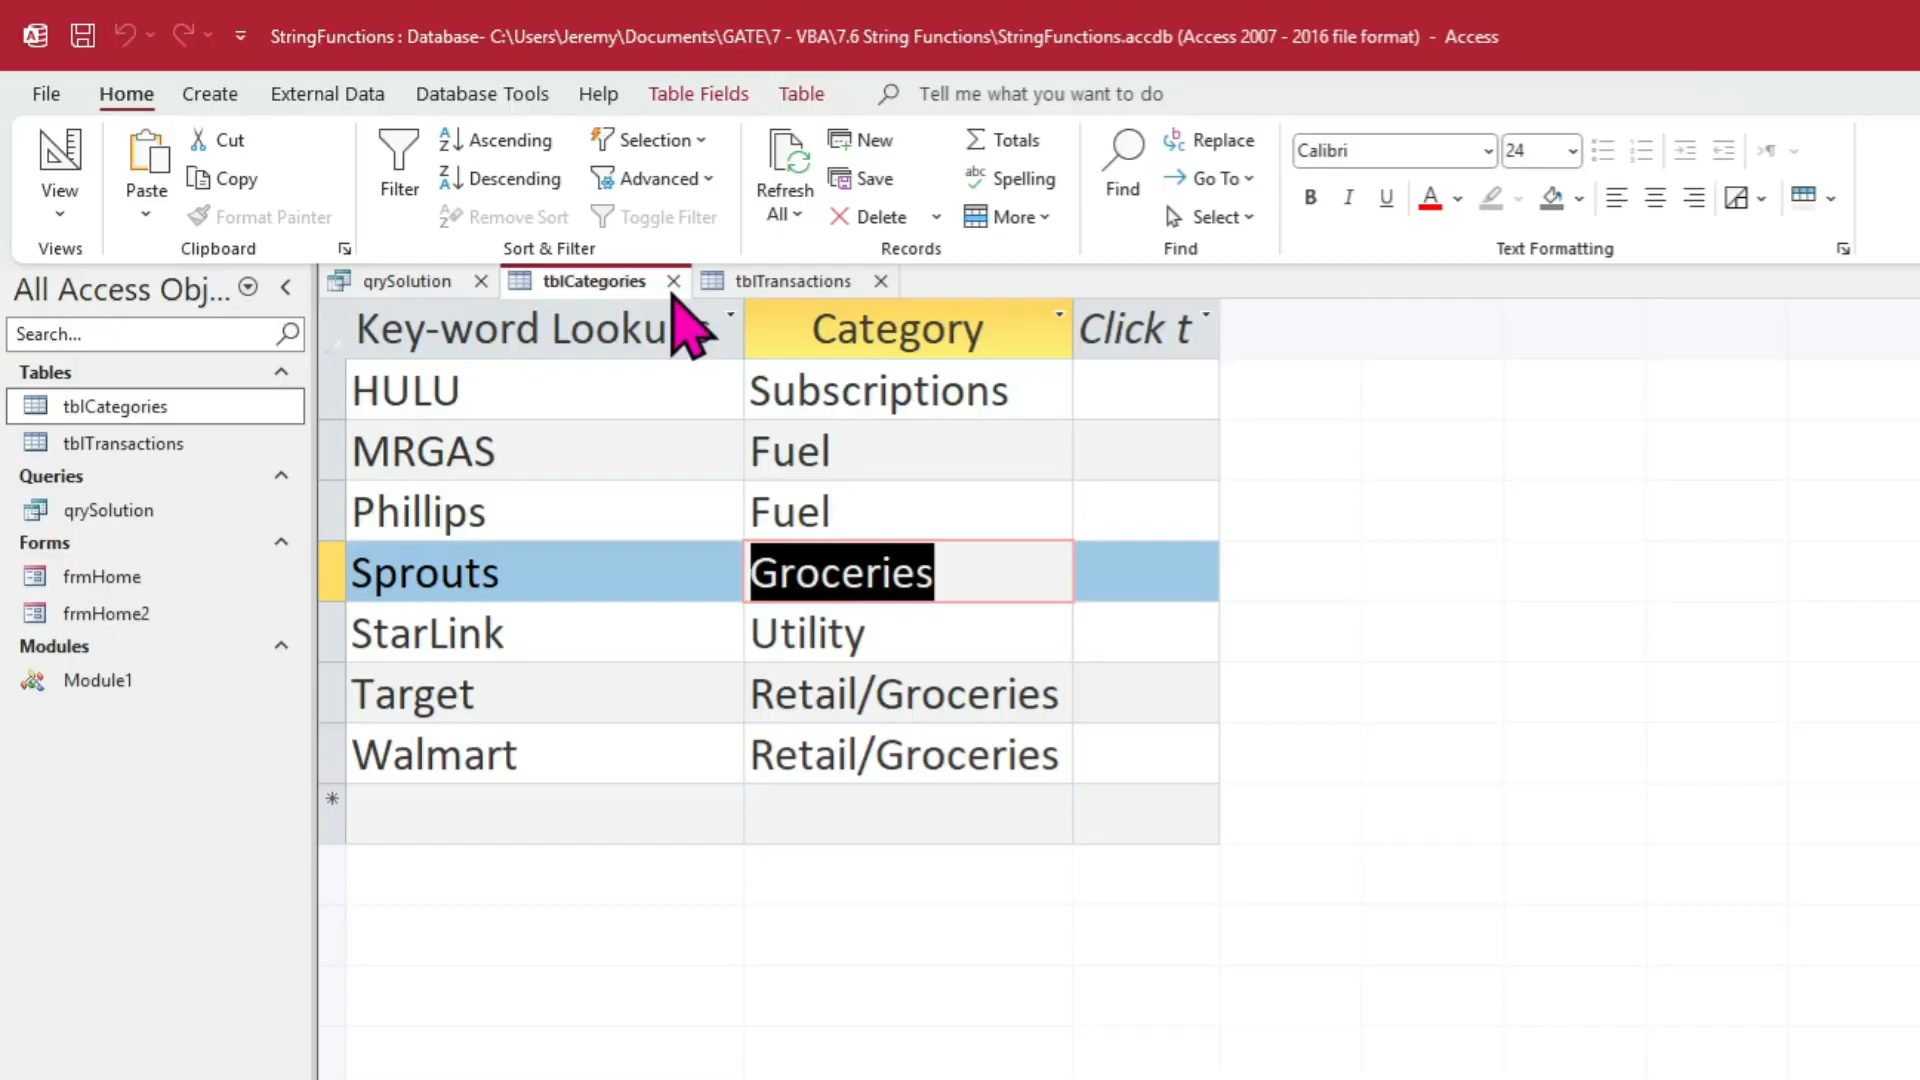 StringFunctions : Database- C:\Users\Jeremy\Documents\GATE\7 - VBA\7.6 String Functions\StringFunctions.accdb (Access 2007 - 2016 file format) - Access
File Home Create External Data Database Tools Help Table Fields Table Tell me what you want to do
View
Views
Paste
Cut
Copy
Format Painter
Clipboard
Filter
Ascending
Descending
Remove Sort
Selection
Advanced
Toggle Filter
Sort & Filter
Refresh
All
New
Save
Delete
Totals
Spelling
More
Records
Find
Replace
Go To
Select
Find
Calibri 24
B I U A
Text Formatting
All Access Obj...
Search...
Tables
tblCategories
tblTransactions
Queries
qrySolution
Forms
frmHome
frmHome2
Modules
Module1
qrySolution tblCategories tblTransactions
Category Click t
HULU Subscriptions
MRGAS Fuel
Phillips Fuel
Sprouts Groceries
StarLink Utility
Target Retail/Groceries
Walmart Retail/Groceries